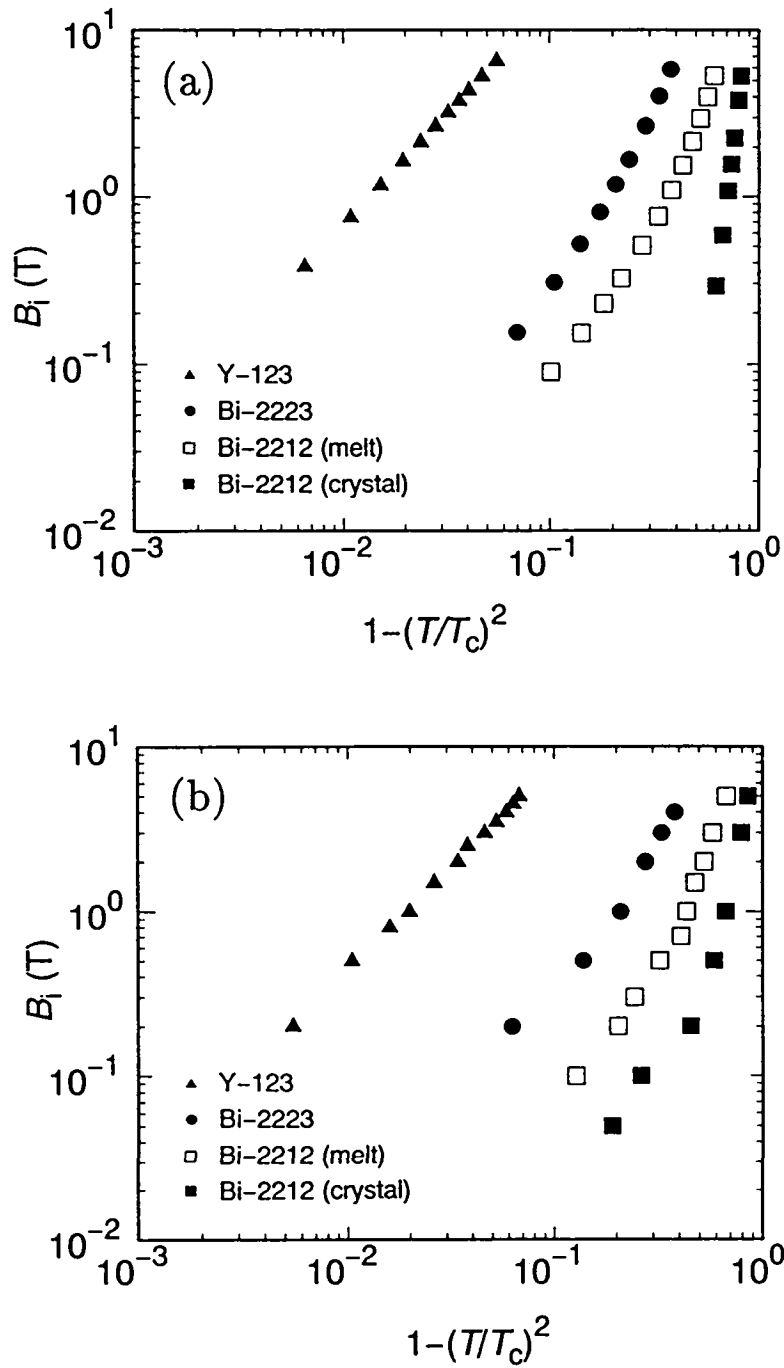 (a)
10^1
10^0
10^-1
10^-2
B_i (T)
▲ Y-123
● Bi-2223
□ Bi-2212 (melt)
■ Bi-2212 (crystal)
10^-3 10^-2 10^-1 10^0
1-(T/T_c)^2
(b)
10^1
10^0
10^-1
10^-2
B_i (T)
▲ Y-123
● Bi-2223
□ Bi-2212 (melt)
■ Bi-2212 (crystal)
10^-3 10^-2 10^-1 10^0
1-(T/T_c)^2